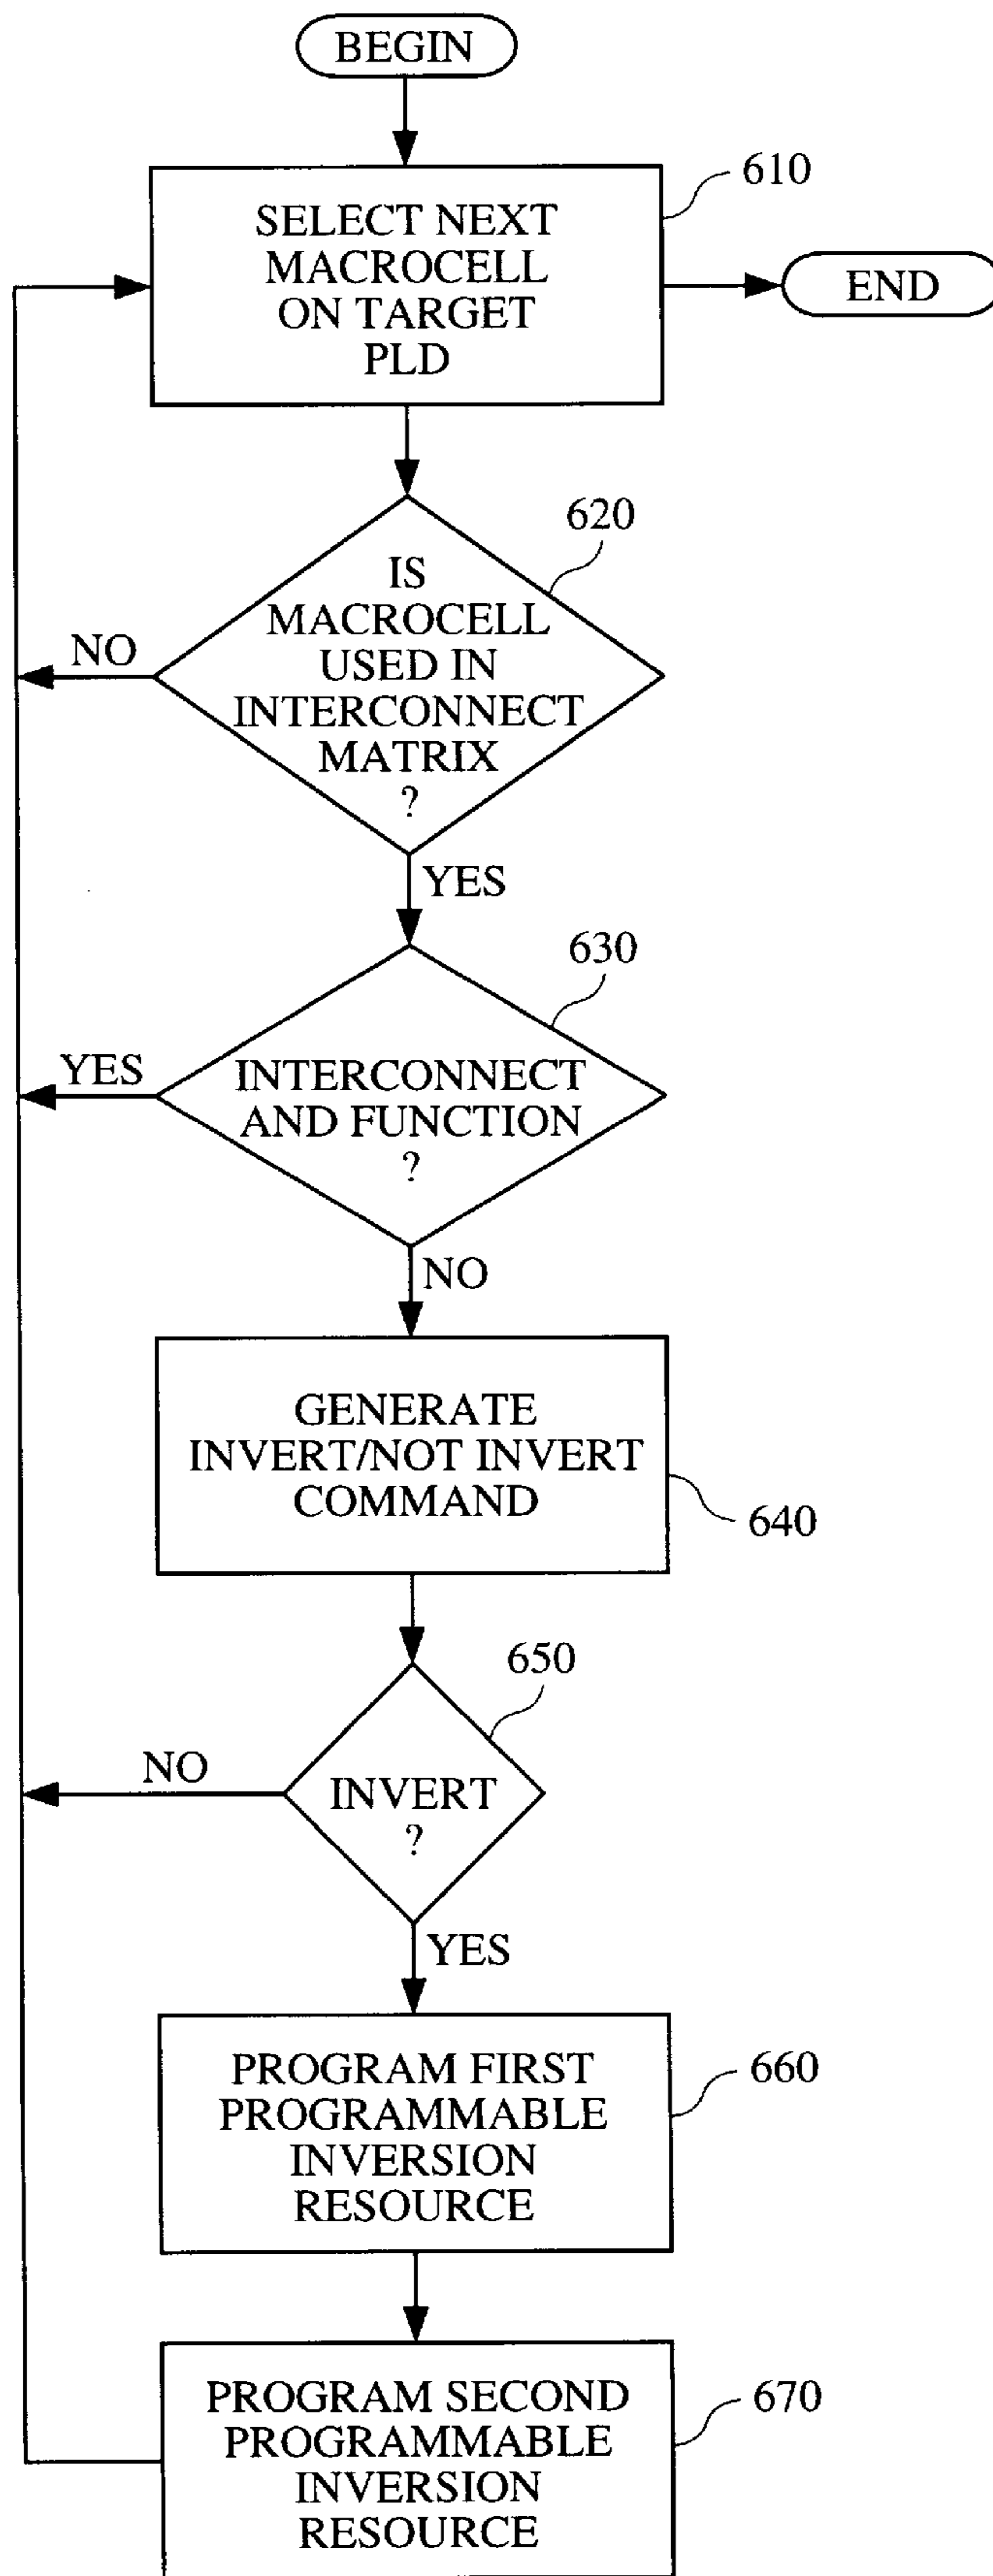 BEGIN
610
SELECT NEXT
MACROCELL
ON TARGET
PLD
END
620
IS
MACROCELL
USED IN
INTERCONNECT
MATRIX
?
NO
YES
630
INTERCONNECT
AND FUNCTION
?
YES
NO
GENERATE
INVERT/NOT INVERT
COMMAND
640
650
INVERT
?
NO
YES
PROGRAM FIRST
PROGRAMMABLE
INVERSION
RESOURCE
660
PROGRAM SECOND
PROGRAMMABLE
INVERSION
RESOURCE
670